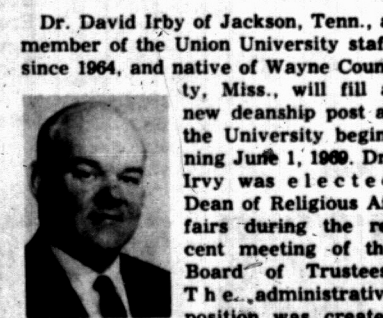 Dr. David Irby of Jackson, Tenn., a
member of the Union University staf
since 1964, and native of Wayne Coun
ty, Miss., will fill a
new deanship post a
the University begin
ning June 1, 1969. Dr
Irvy was electe
Dean of Religious Af
fairs during the re
cent meeting of th
Board of Trustees
The administrativ
position was create